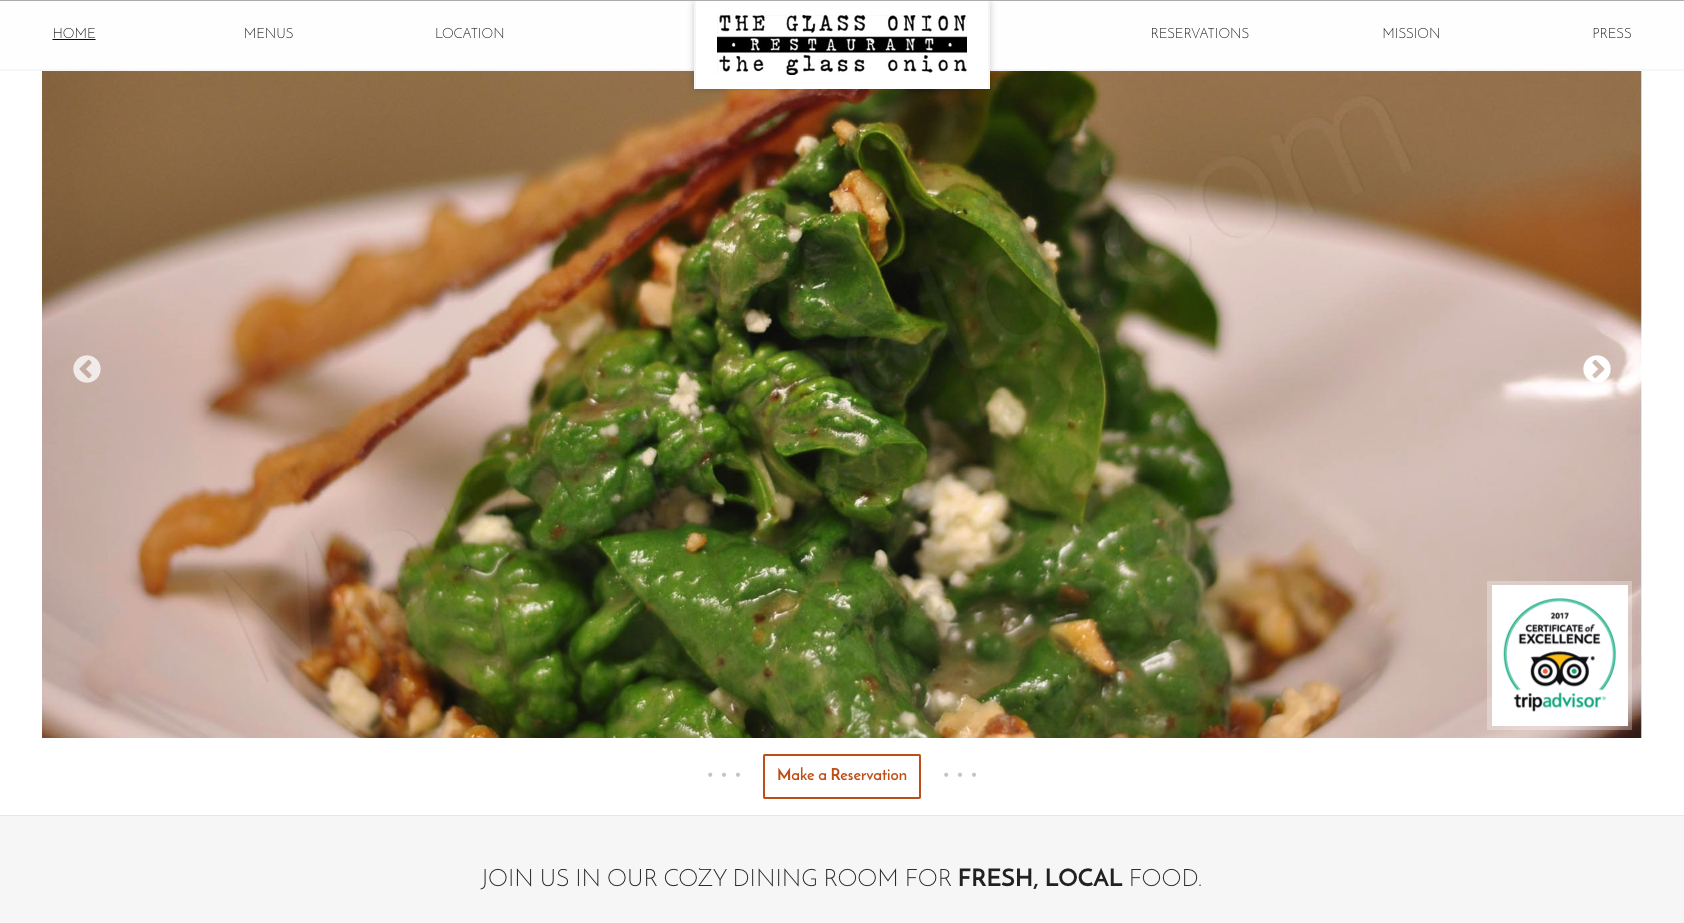 HOME
MENUS
LOCATION
THE GLASS ONION
· RESTAURANT ·
the glass onion
RESERVATIONS
MISSION
PRESS
2017
CERTIFICATE of
EXCELLENCE
tripadvisor
Make a Reservation
JOIN US IN OUR COZY DINING ROOM FOR FRESH, LOCAL FOOD.